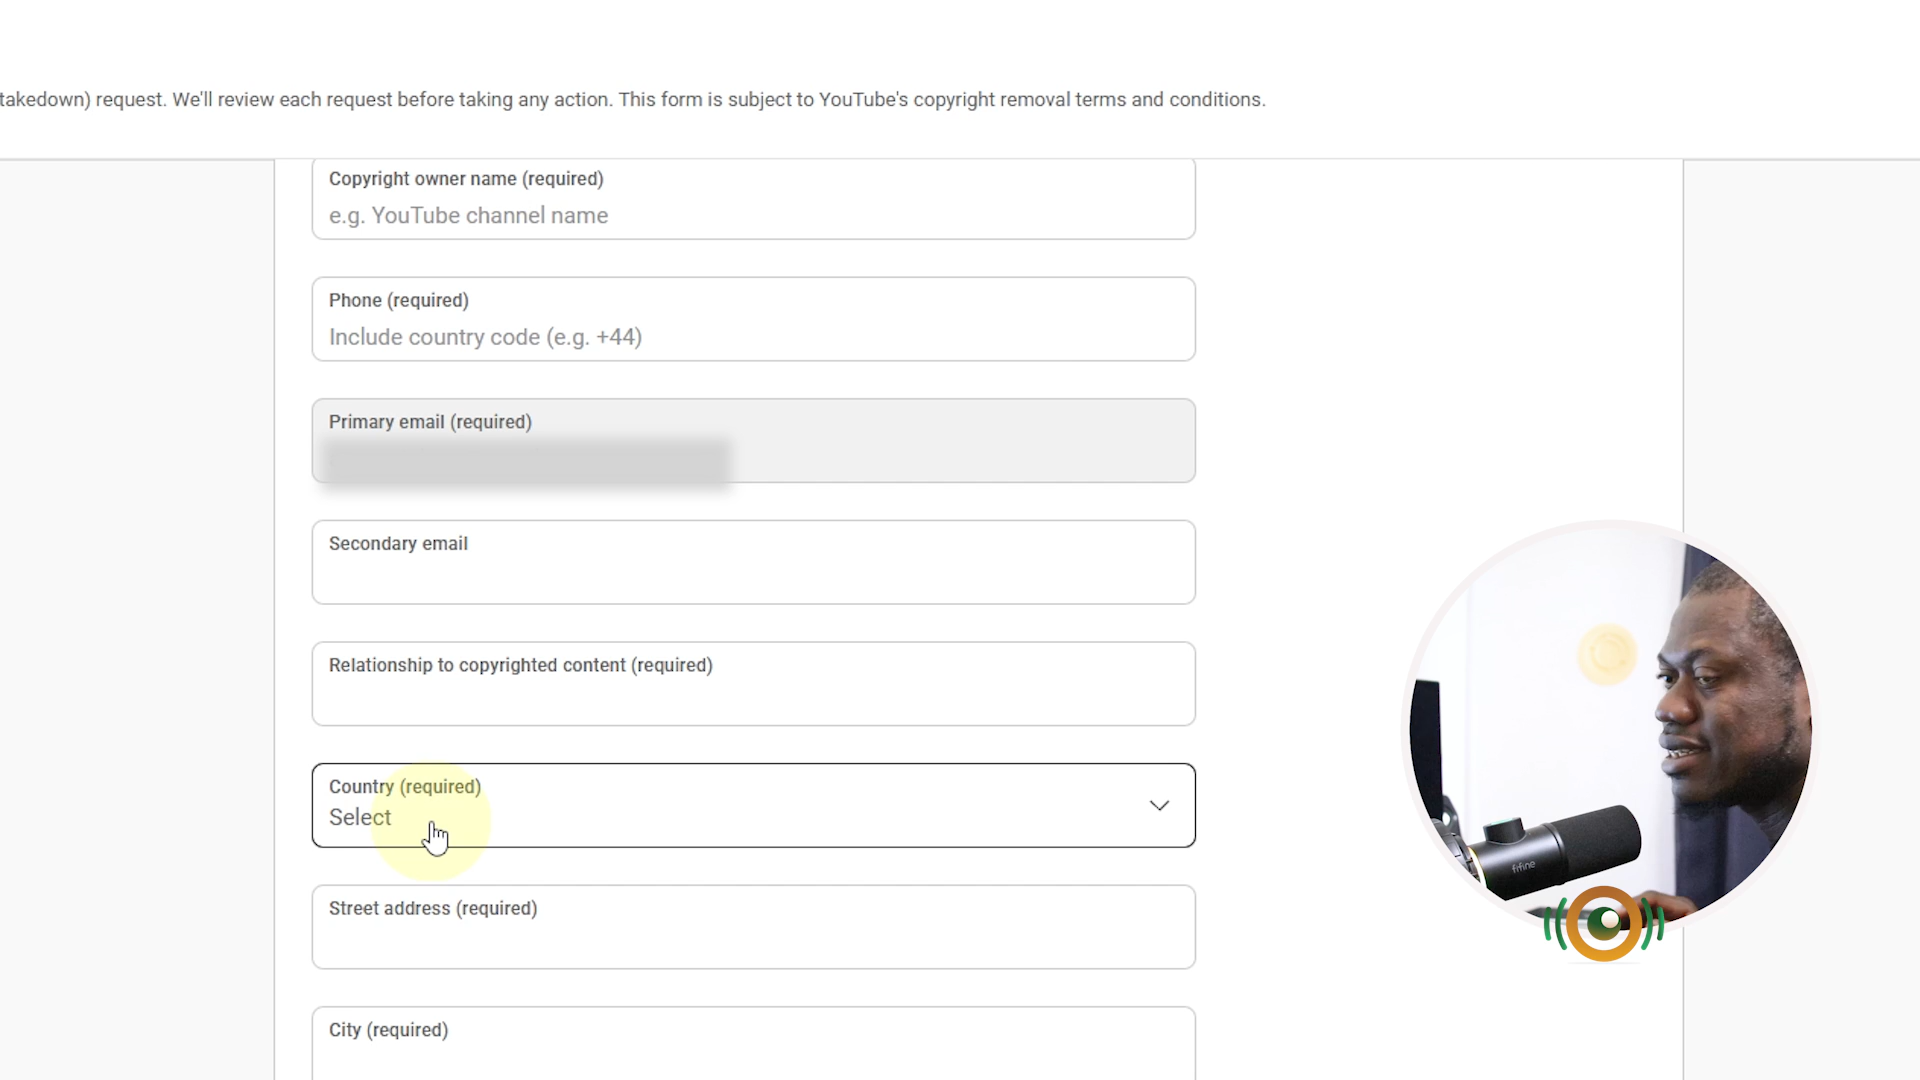 takedown) request. We'll review each request before taking any action. This form is subject to YouTube's copyright removal terms and conditions.
Copyright owner name (required)
e.g. YouTube channel name
Phone (required)
Include country code (e.g. +44)
Primary email (required)
Secondary email
Relationship to copyrighted content (required)
Country (required)
Select
Street address (required)
fifine
City (required)